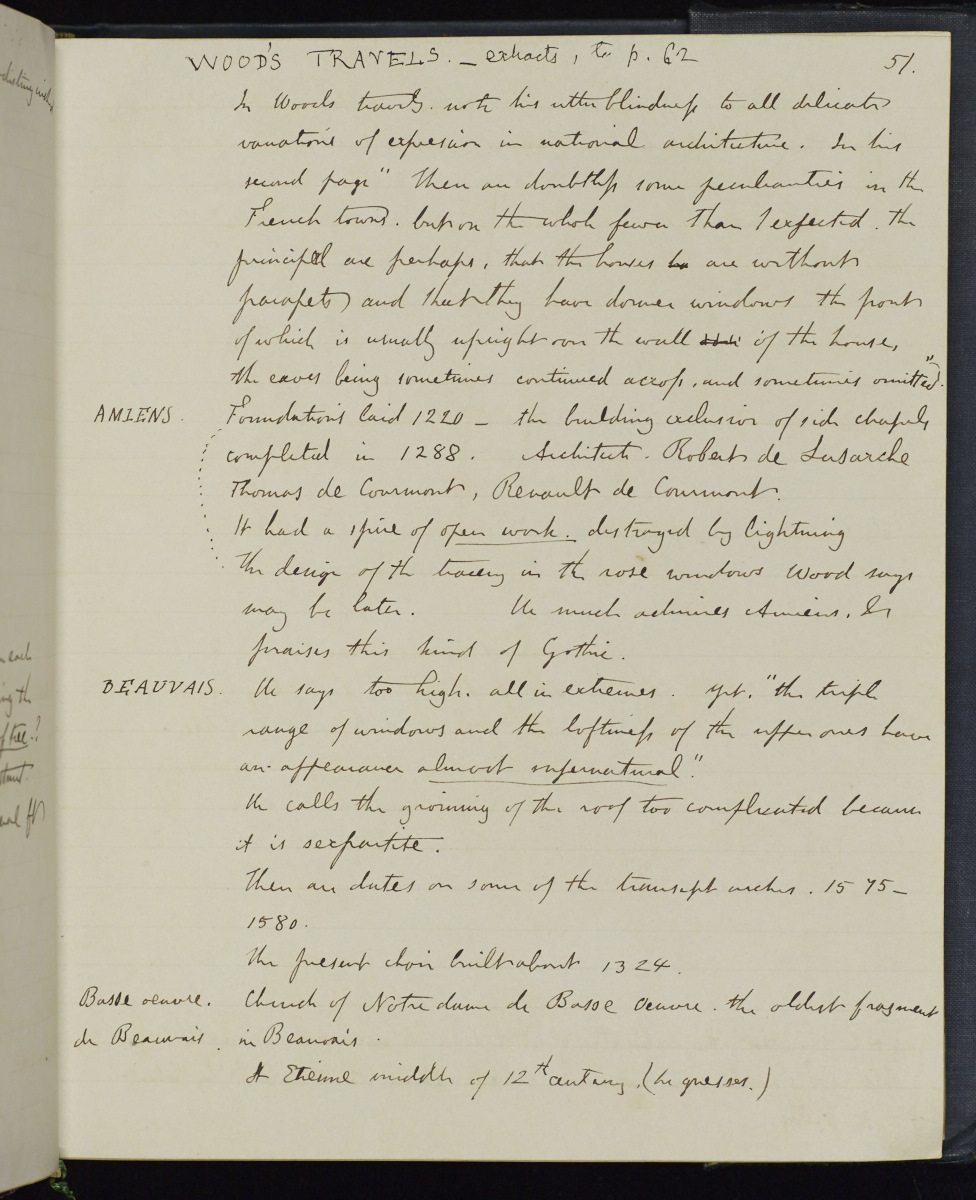 WOOD'S TRAVELS. _ extracts, to p. 62
51.
In Woods travels. note his utter blindness to all delicate
variations of expression in national architecture. In his
second page" There are doubtless some peculiarities in the
French towns. but on the whole fewer than I expected. the
principal are perhaps, that the houses are without
parapets, and that they have dormer windows the front
of which is usually upright over the wall of the house,
the eaves being sometimes continued across, and sometimes omitted".
AMIENS.
Foundations laid 1220 _ the building exclusive of side chapels
completed in 1288. Architects. Robert de Lusarche
Thomas de Courmont, Renault de Courmont.
It had a spire of open work. destroyed by lightning
The design of the tracery in the rose windows Wood says
may be later. He much admires Amiens. &
praises this kind of Gothic.
BEAUVAIS.
He says too high. all in extremes. yet. "the triple
range of windows and the loftiness of the upper ones have
an appearance almost supernatural".
He calls the groining of the roof too complicated because
it is sexpartite.
There are dates on some of the transept arches. 1575_
1580.
The present choir built about 1324.
Basse oeuvre.
de Beauvais.
Church of Notre dame de Basse Oeuvre. the oldest fragment
in Beauvais.
St Etienne middle of 12th century. (he guesses.)
each
ing the